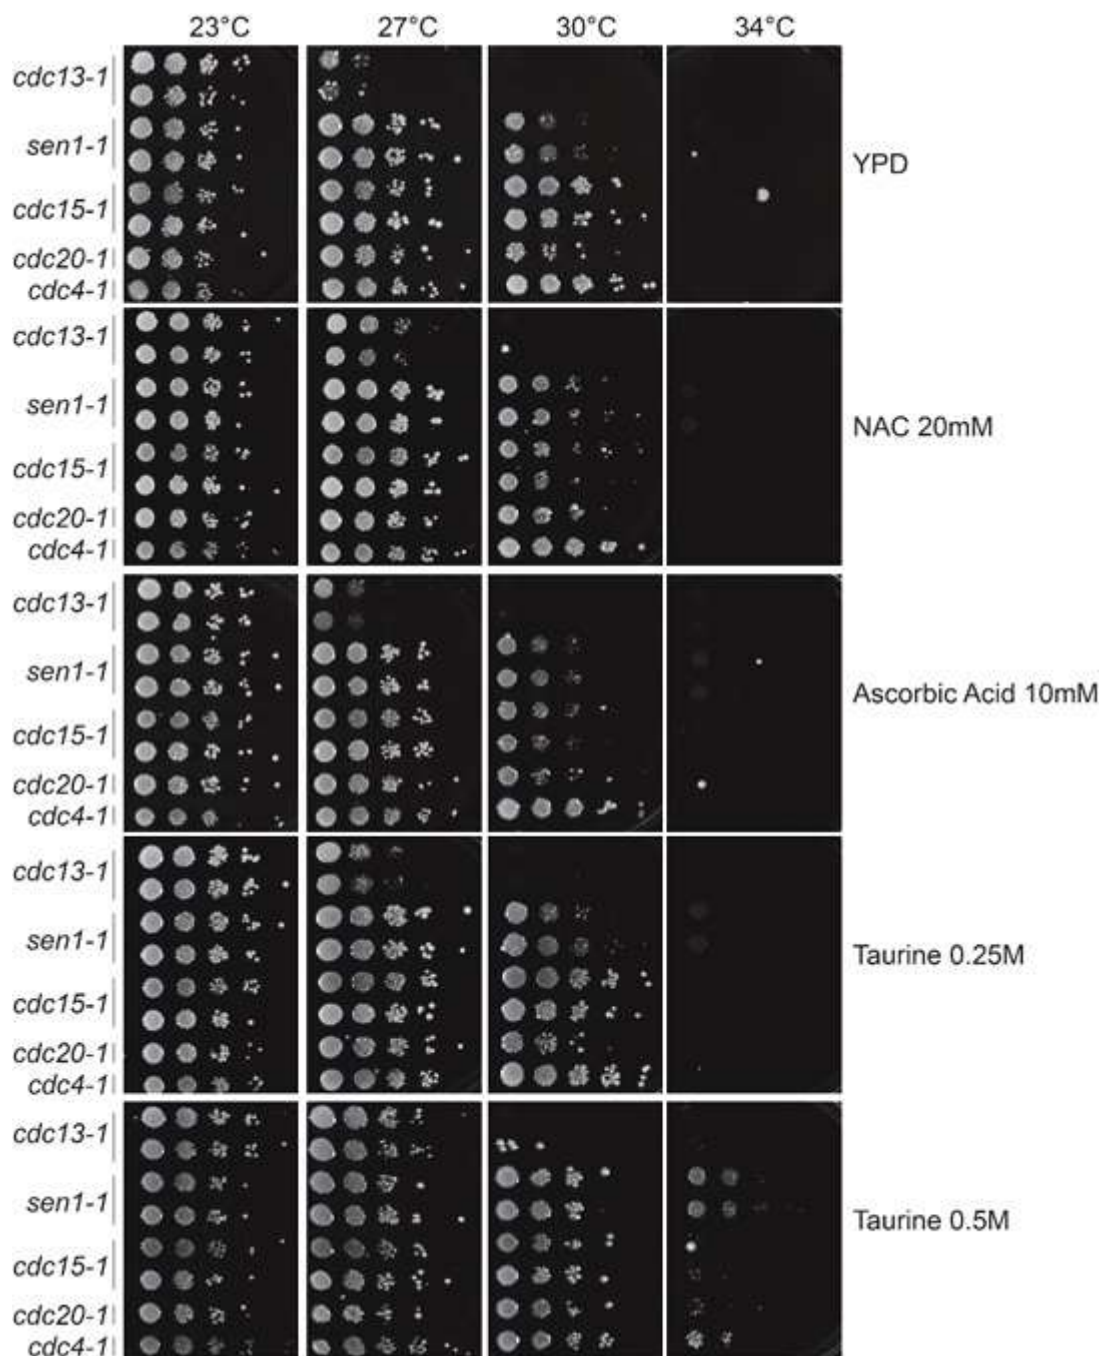 23°C 27°C 30°C 34°C
cdc13-1
sen1-1
cdc15-1
cdc20-1
cdc4-1
YPD
cdc13-1
sen1-1
cdc15-1
cdc20-1
cdc4-1
NAC 20mM
cdc13-1
sen1-1
cdc15-1
cdc20-1
cdc4-1
Ascorbic Acid 10mM
cdc13-1
sen1-1
cdc15-1
cdc20-1
cdc4-1
Taurine 0.25M
cdc13-1
sen1-1
cdc15-1
cdc20-1
cdc4-1
Taurine 0.5M